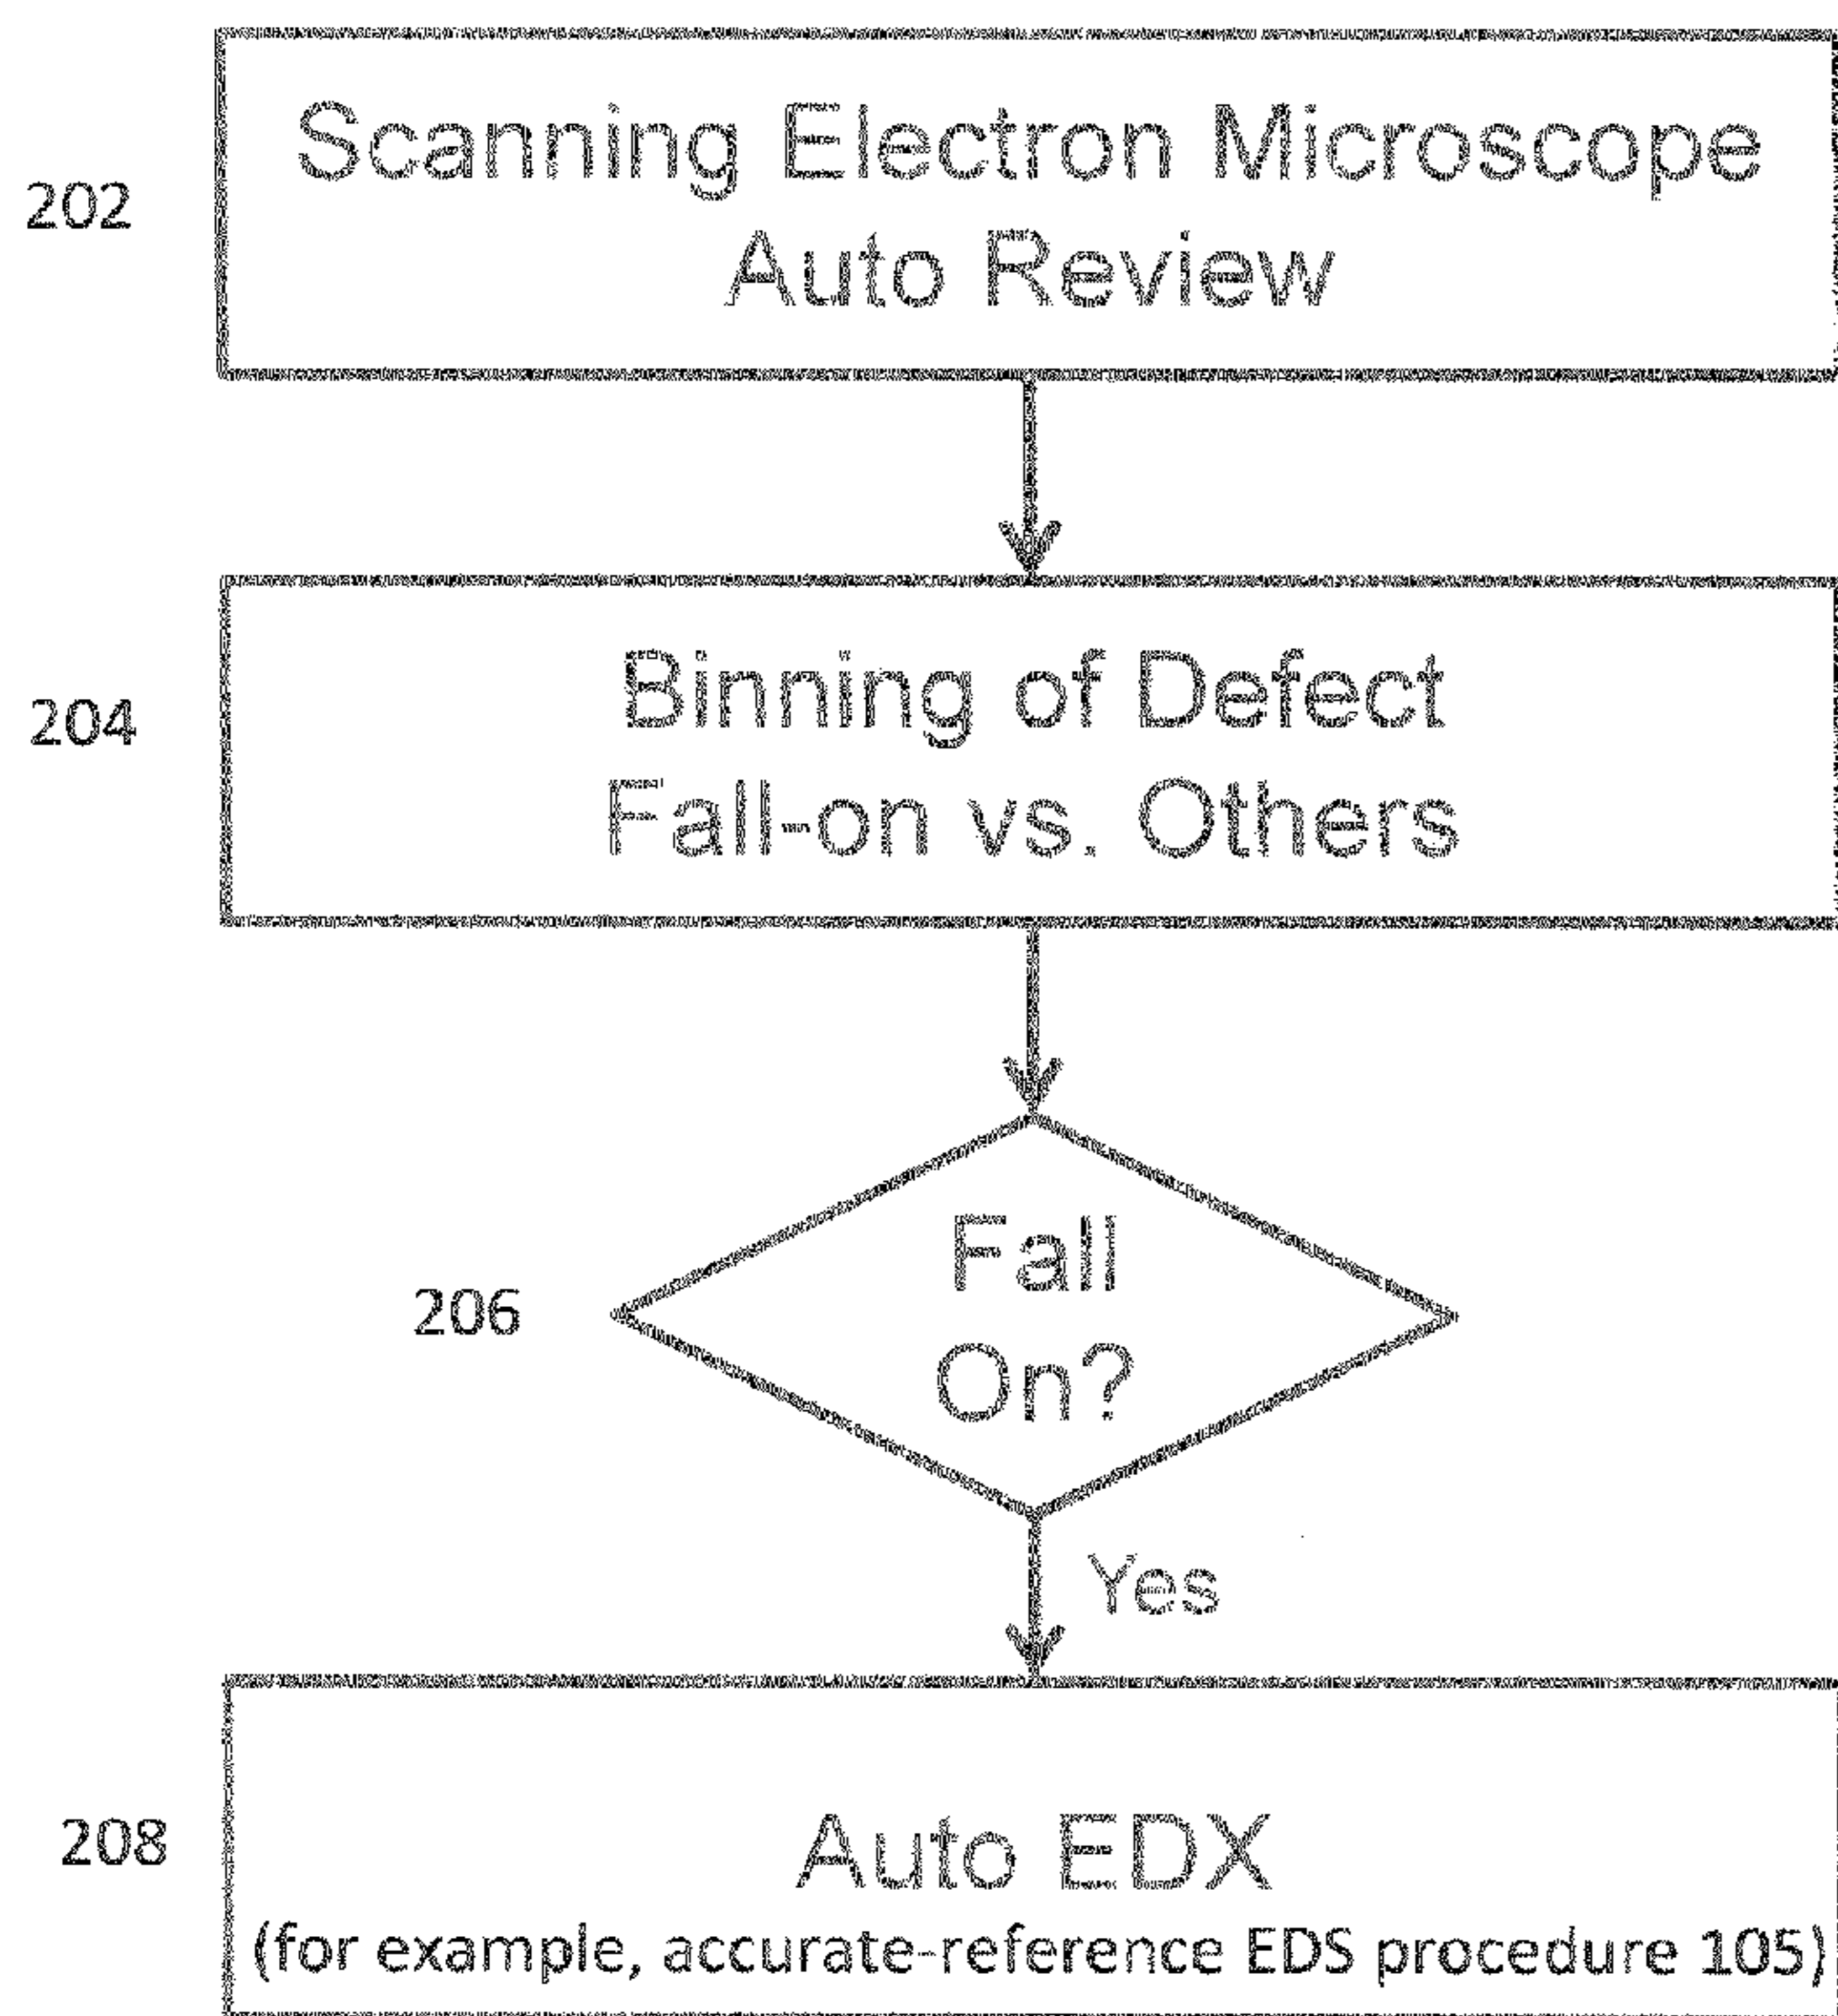 202
Scanning Electron Microscope
Auto Review
204
Binning of Defect
Fall-on vs. Others
206
Fall
On?
Yes
208
Auto EDX
(for example, accurate-reference EDS procedure 105)